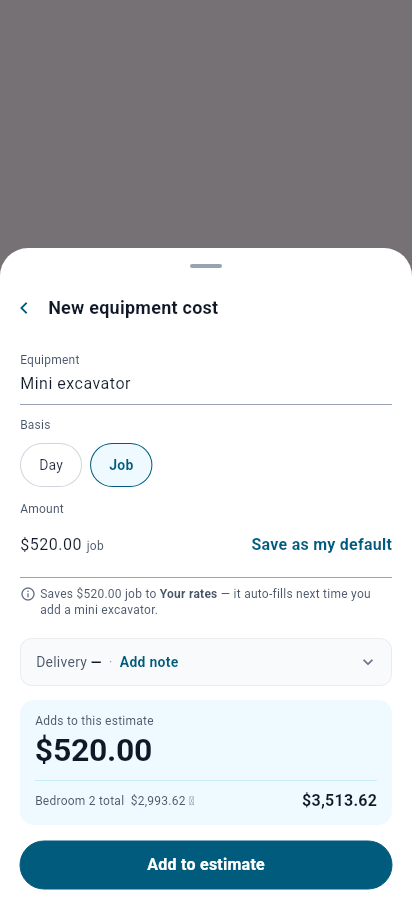 New equipment cost
Equipment
Mini excavator
Basis
Day Job
Amount
$520.00 job Save as my default
Saves $520.00 job to Your rates — it auto-fills next time you
add a mini excavator.
Delivery — · Add note
Adds to this estimate
$520.00
Bedroom 2 total $2,993.62 $3,513.62
Add to estimate